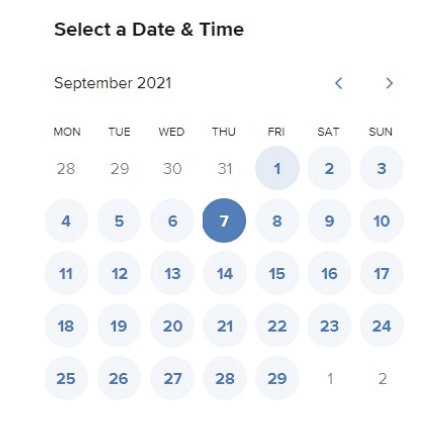 Select a Date & Time
September 2021
MON TUE WED THU FRI SAT SUN
28 29 30 31 1 2 3
4 5 6 7 8 9 10
11 12 13 14 15 16 17
18 19 20 21 22 23 24
25 26 27 28 29 1 2